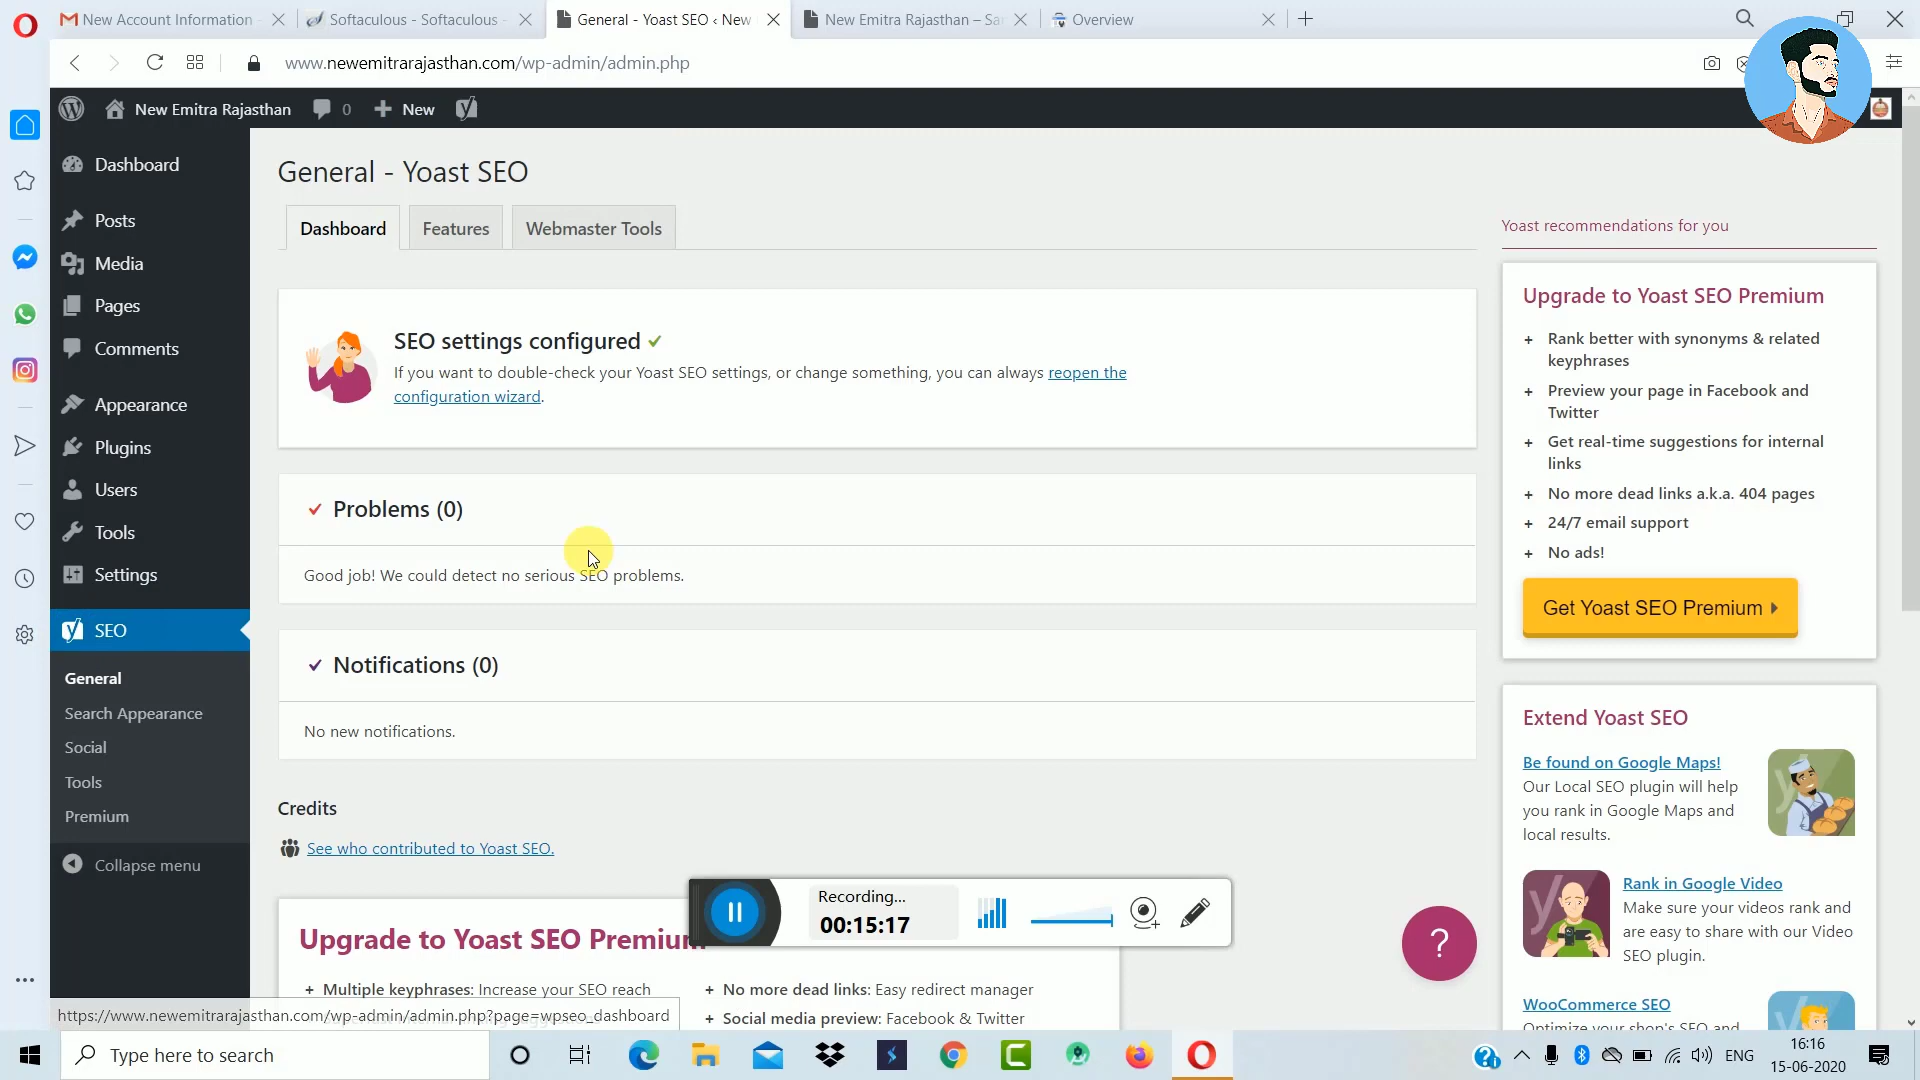 New Account Information
Softaculous - Softaculous -
General - Yoast SEO ‹ New
New Emitra Rajasthan – Sa
Overview
www.newemitrarajasthan.com/wp-admin/admin.php
New Emitra Rajasthan
0
New
Dashboard
Posts
Media
Pages
Comments
Appearance
Plugins
Users
Tools
Settings
SEO
General
Search Appearance
Social
Tools
Premium
Collapse menu
General - Yoast SEO
Dashboard
Features
Webmaster Tools
SEO settings configured
If you want to double-check your Yoast SEO settings, or change something, you can always reopen the
configuration wizard.
Problems (0)
Good job! We could detect no serious SEO problems.
Notifications (0)
No new notifications.
Credits
See who contributed to Yoast SEO.
Upgrade to Yoast SEO Premium
+ Multiple keyphrases: Increase your SEO reach
+ No more dead links: Easy redirect manager
+ Social media preview: Facebook & Twitter
Yoast recommendations for you
Upgrade to Yoast SEO Premium
+ Rank better with synonyms & related
keyphrases
+ Preview your page in Facebook and
Twitter
+ Get real-time suggestions for internal
links
+ No more dead links a.k.a. 404 pages
+ 24/7 email support
+ No ads!
Get Yoast SEO Premium
Extend Yoast SEO
Be found on Google Maps!
Our Local SEO plugin will help
you rank in Google Maps and
local results.
Rank in Google Video
Make sure your videos rank and
are easy to share with our Video
SEO plugin.
WooCommerce SEO
Optimize your shop's SEO and
Recording...
00:15:17
?
https://www.newemitrarajasthan.com/wp-admin/admin.php?page=wpseo_dashboard
Type here to search
ENG
16:16
15-06-2020